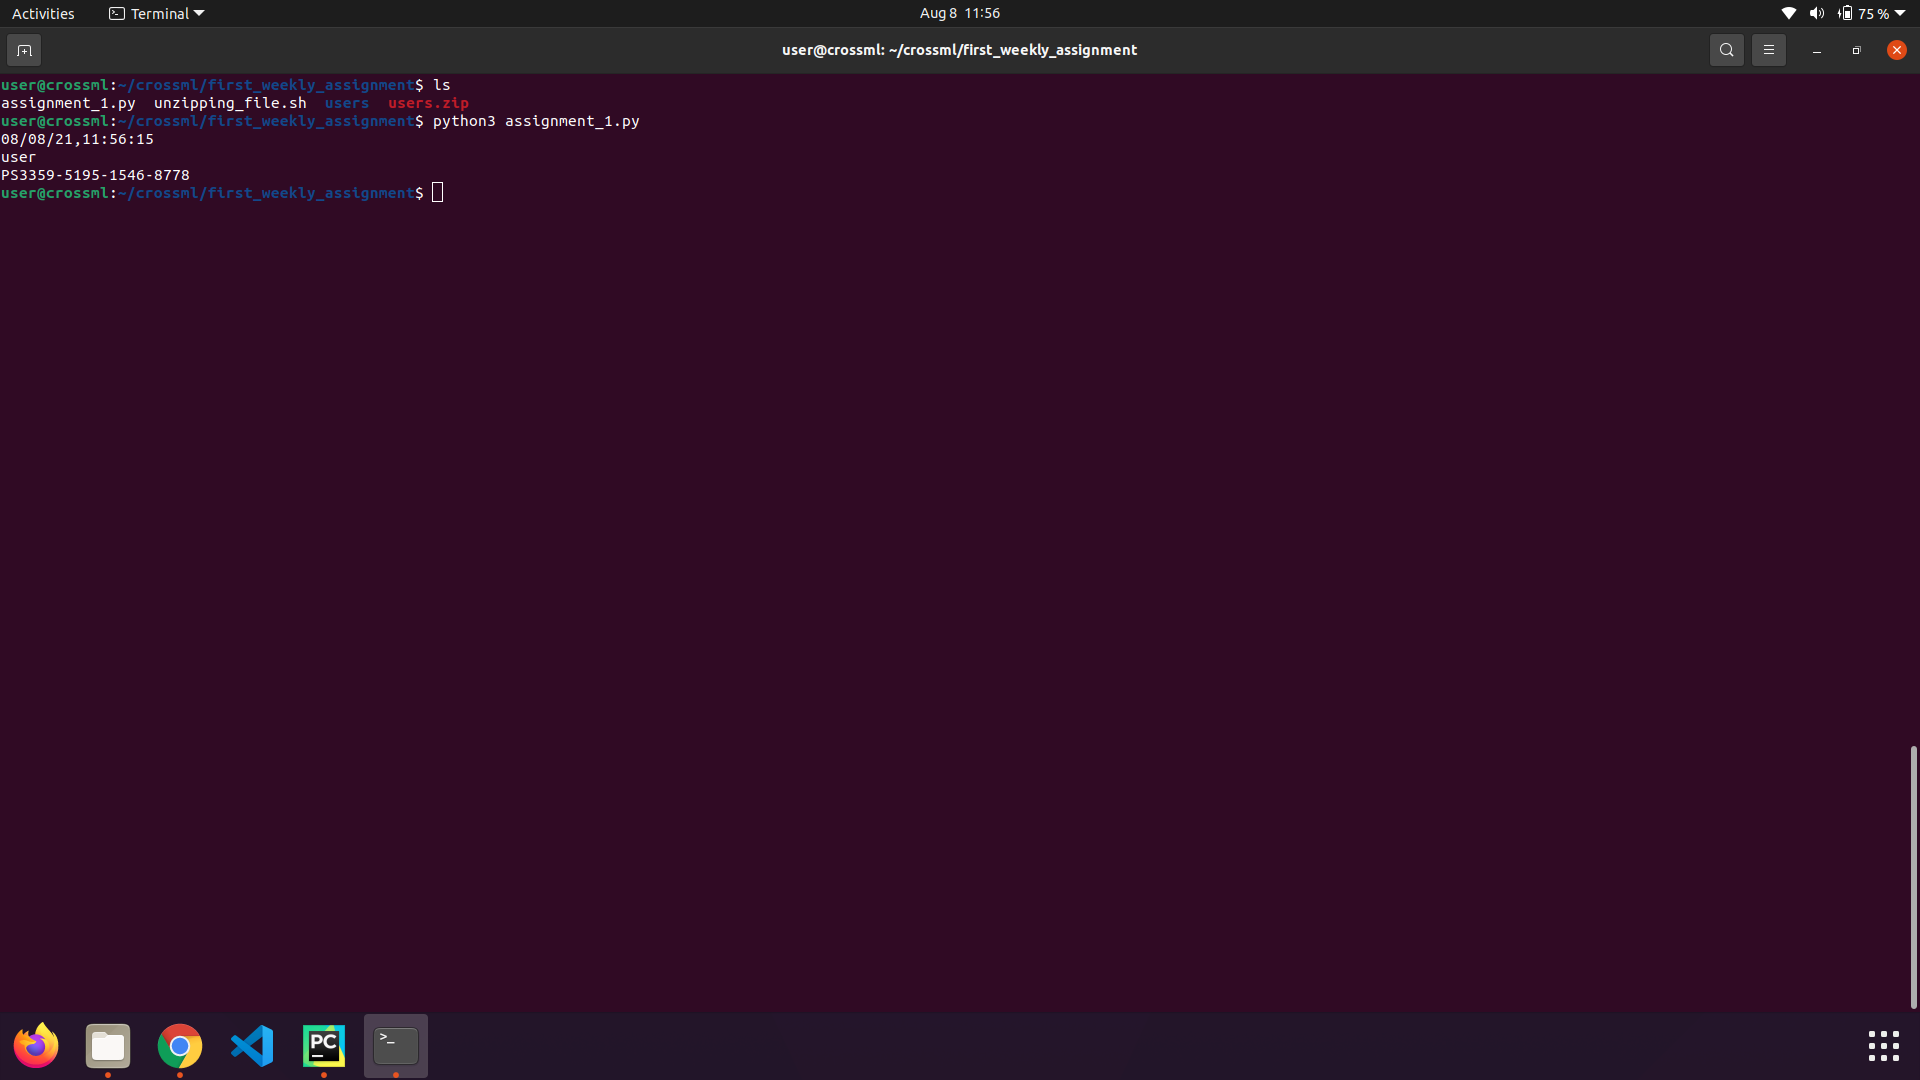 Activities Terminal Aug 8 11:56 75 %
user@crossml: ~/crossml/first_weekly_assignment
user@crossml:~/crossml/first_weekly_assignment$ ls
assignment_1.py unzipping_file.sh users users.zip
user@crossml:~/crossml/first_weekly_assignment$ python3 assignment_1.py
08/08/21,11:56:15
user
PS3359-5195-1546-8778
user@crossml:~/crossml/first_weekly_assignment$
PC
>_